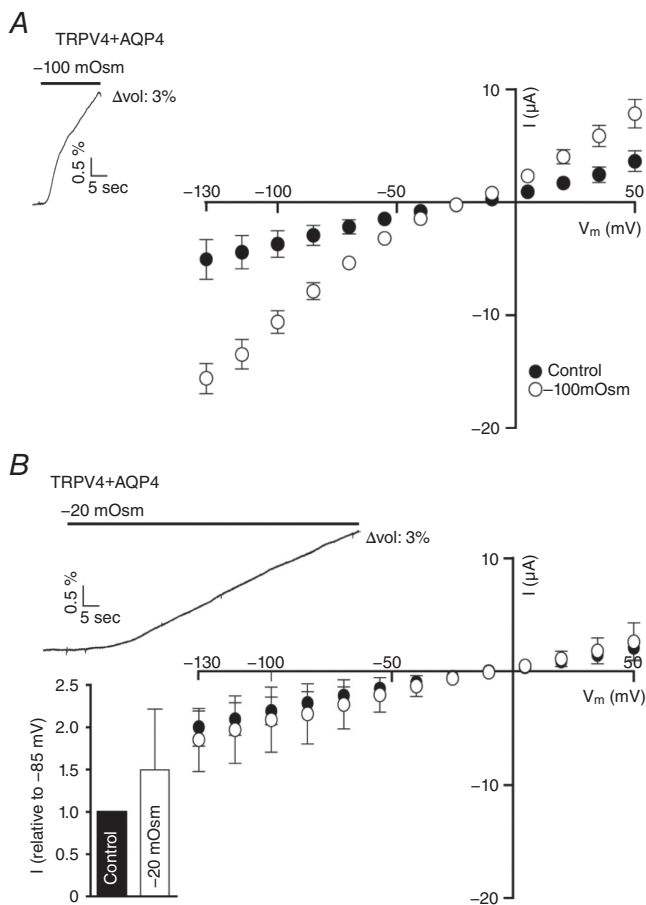 A
TRPV4+AQP4
−100 mOsm
Δvol: 3%
0.5 %
5 sec
10
I (µA)
−130
−100
−50
50
Vm (mV)
−10
−20
Control
−100mOsm
B
TRPV4+AQP4
−20 mOsm
Δvol: 3%
0.5 %
5 sec
10
I (µA)
−130
−100
−50
50
Vm (mV)
−10
−20
2.5
2.0
1.5
1.0
0.5
0
I (relative to −85 mV)
Control
−20 mOsm